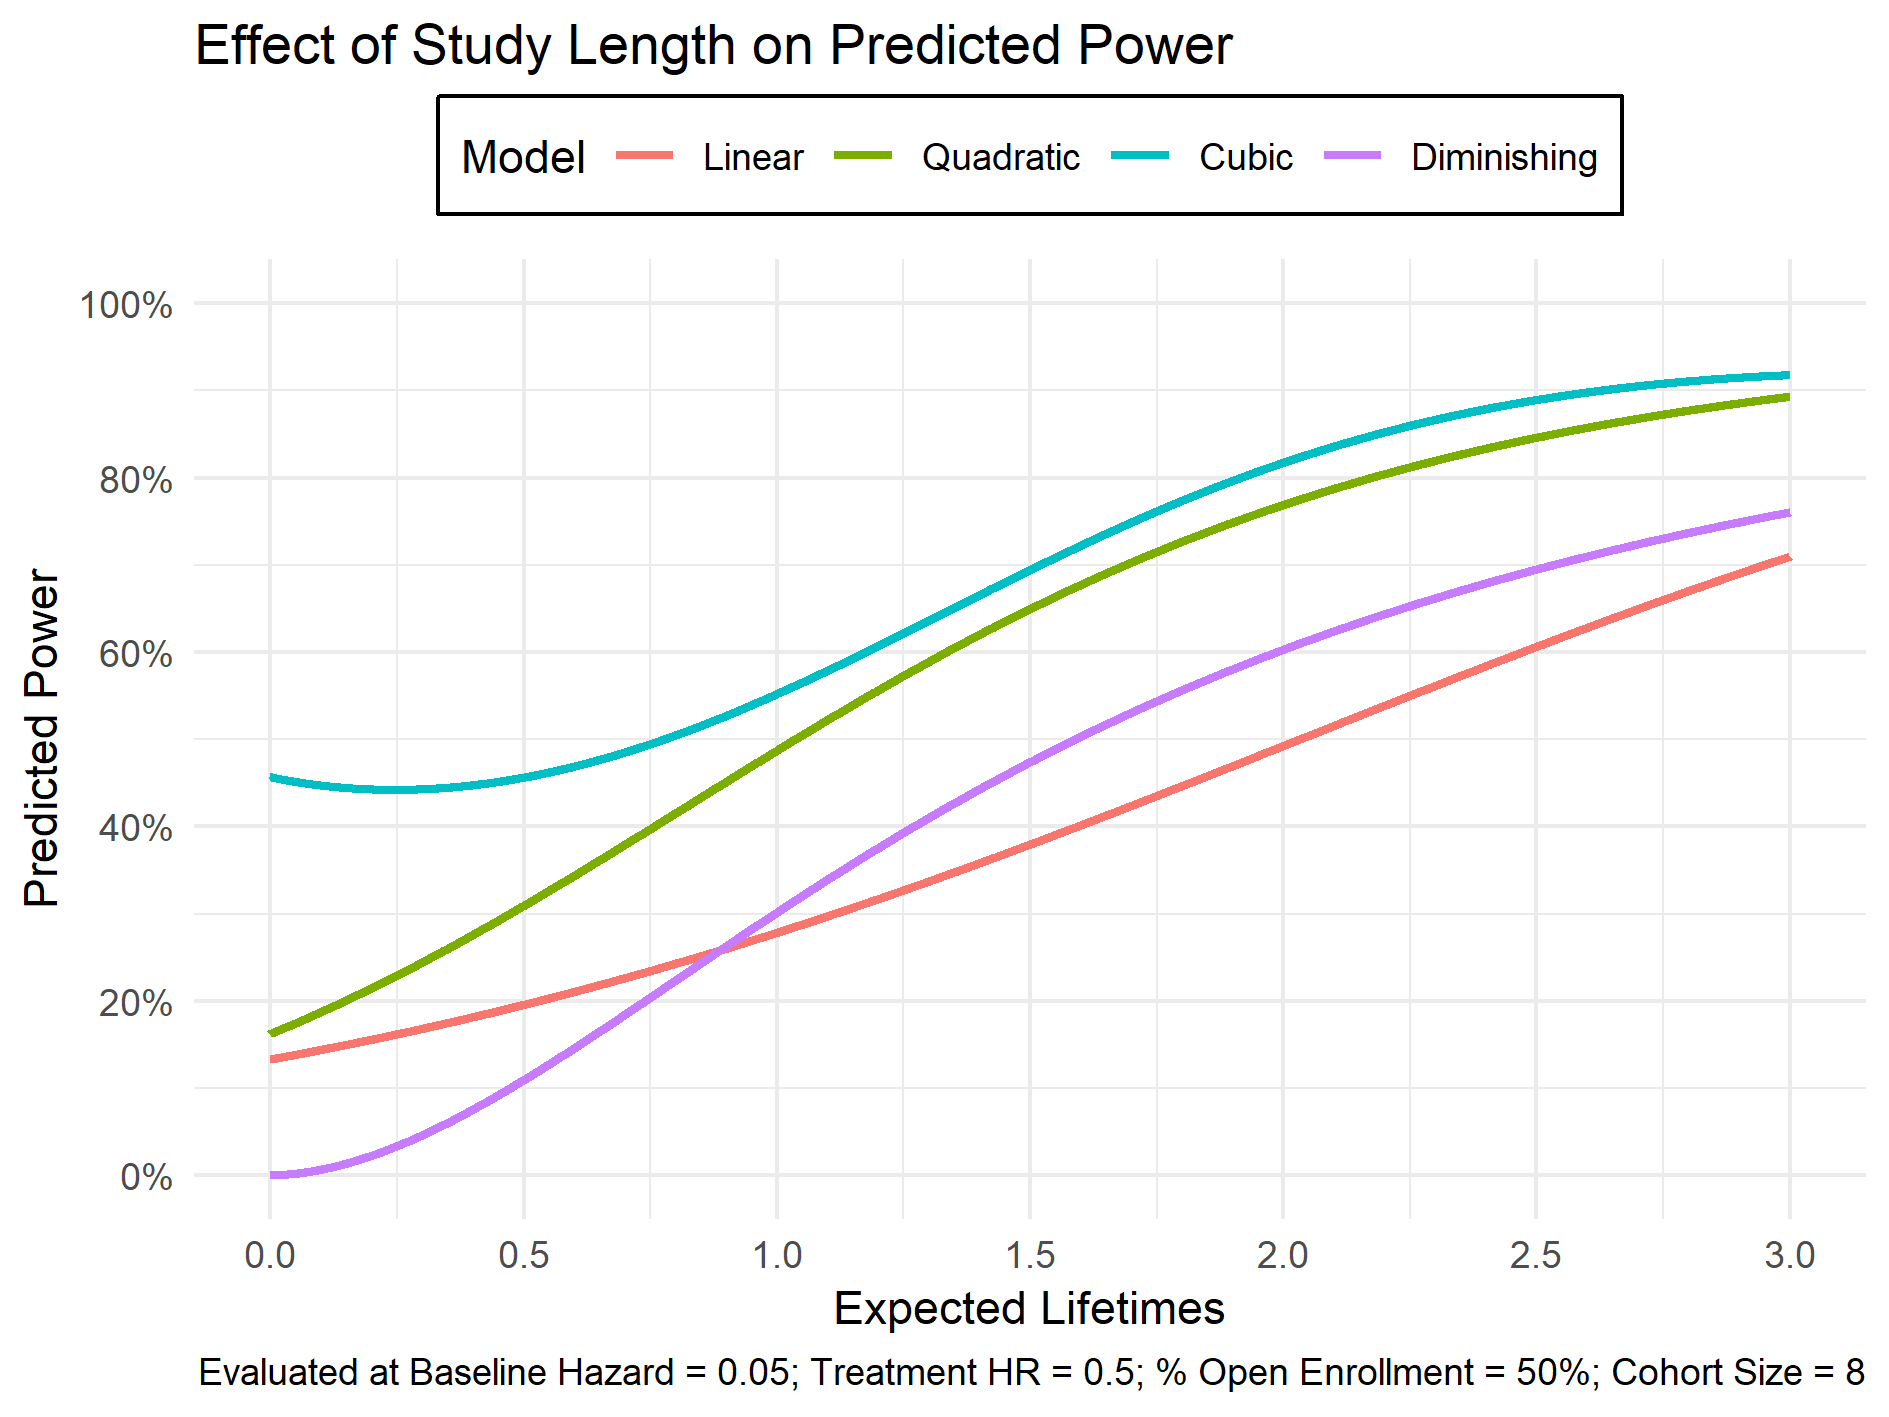 Effect of Study Length on Predicted Power
Model Linear Quadratic Cubic Diminishing
Predicted Power
100%
80%
60%
40%
20%
0%
0.0 0.5 1.0 1.5 2.0 2.5 3.0
Expected Lifetimes
Evaluated at Baseline Hazard = 0.05; Treatment HR = 0.5; % Open Enrollment = 50%; Cohort Size = 8